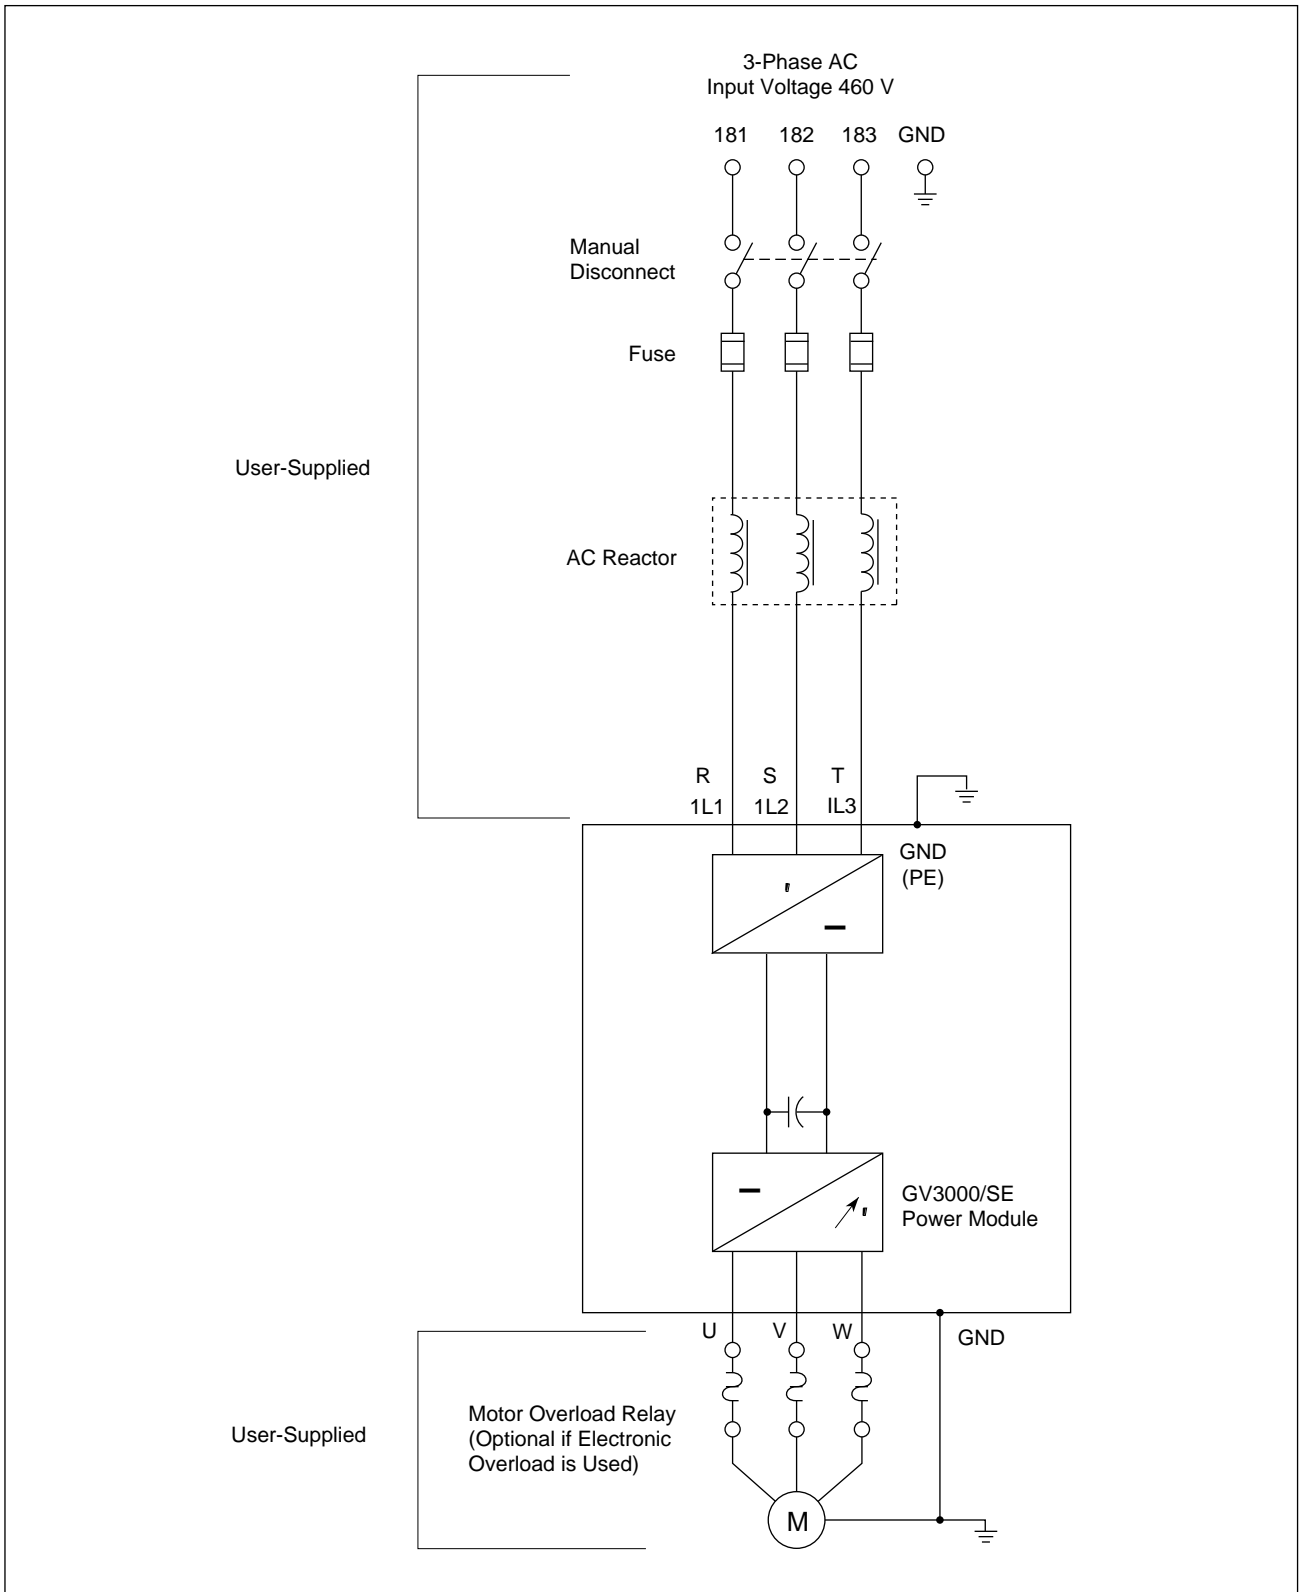 3-Phase AC
Input Voltage 460 V
181 182 183 GND
Manual
Disconnect
Fuse
User-Supplied
AC Reactor
R S T
1L1 1L2 IL3
GND
(PE)
GV3000/SE
Power Module
U V W
GND
Motor Overload Relay
(Optional if Electronic
Overload is Used)
User-Supplied
M